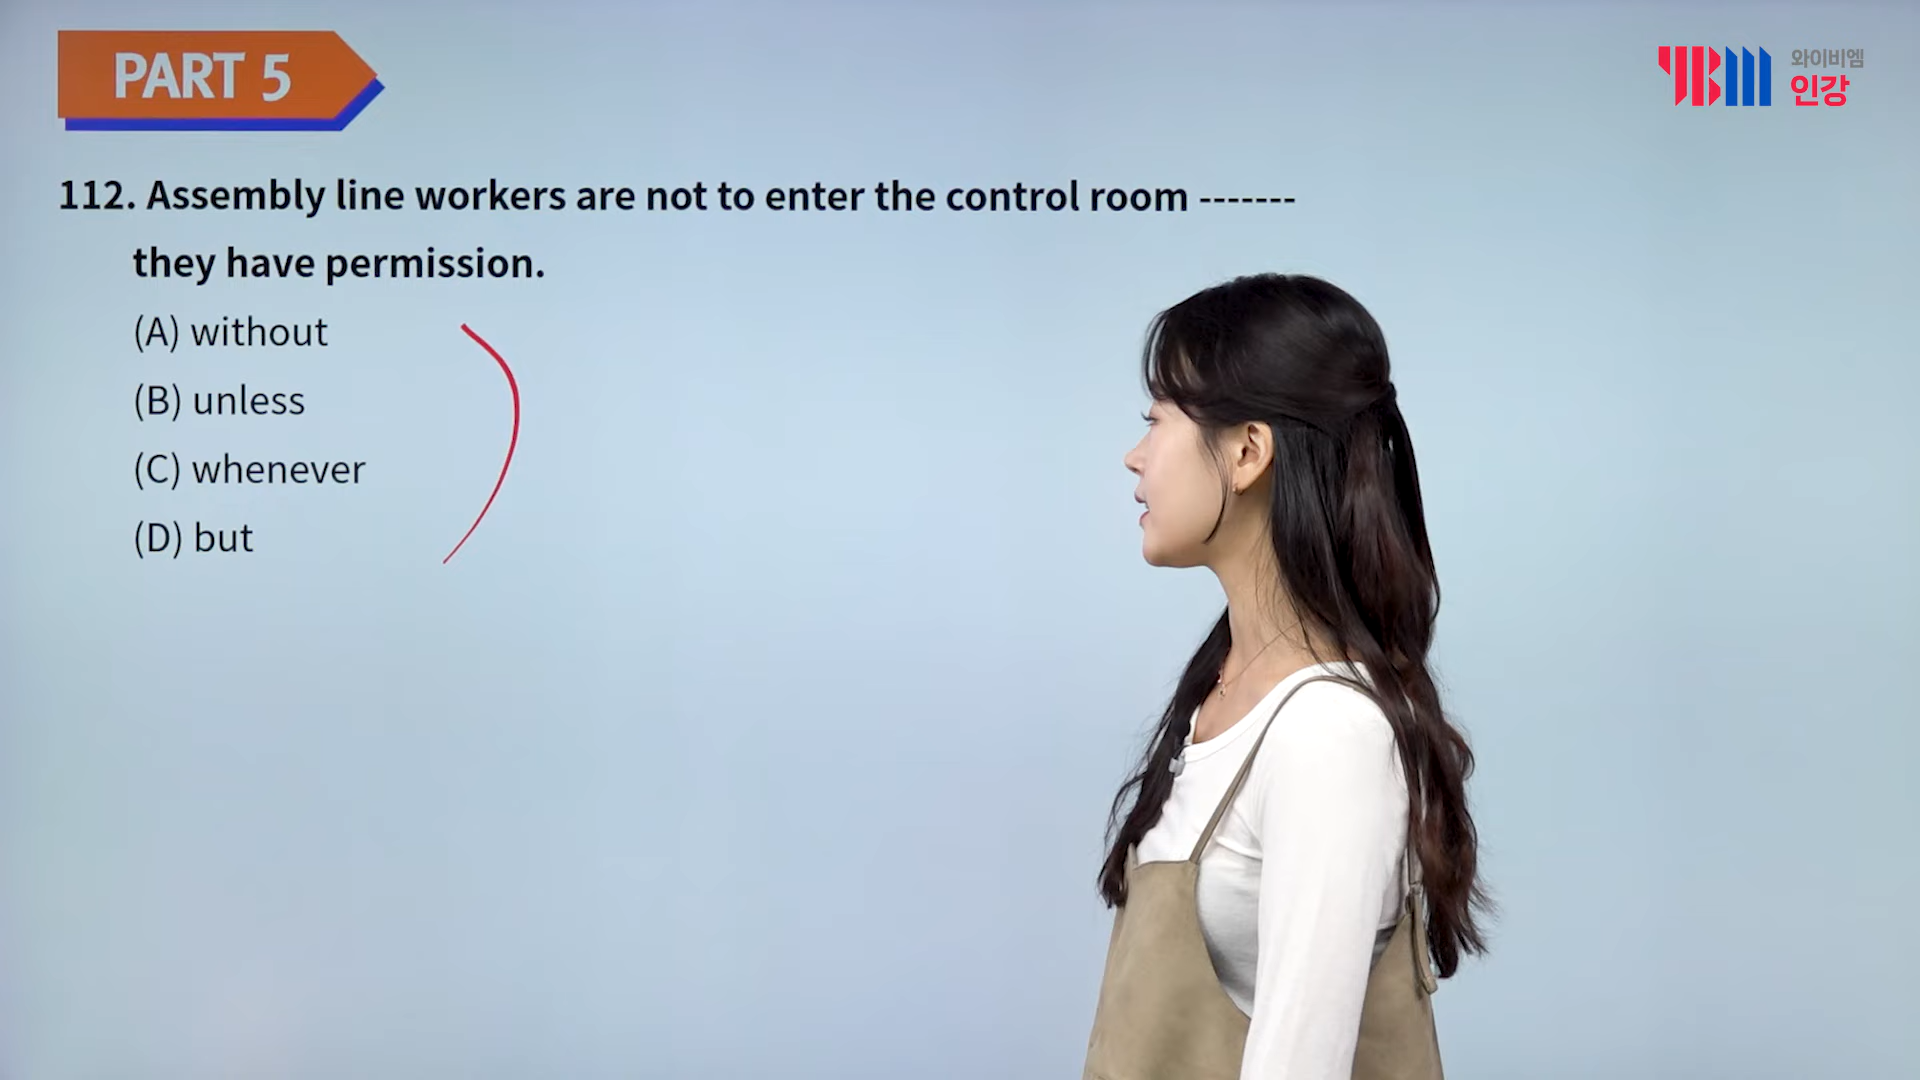 PART 5
YBM 와이비엠
인강
112. Assembly line workers are not to enter the control room -------
they have permission.
(A) without
(B) unless
(C) whenever
(D) but